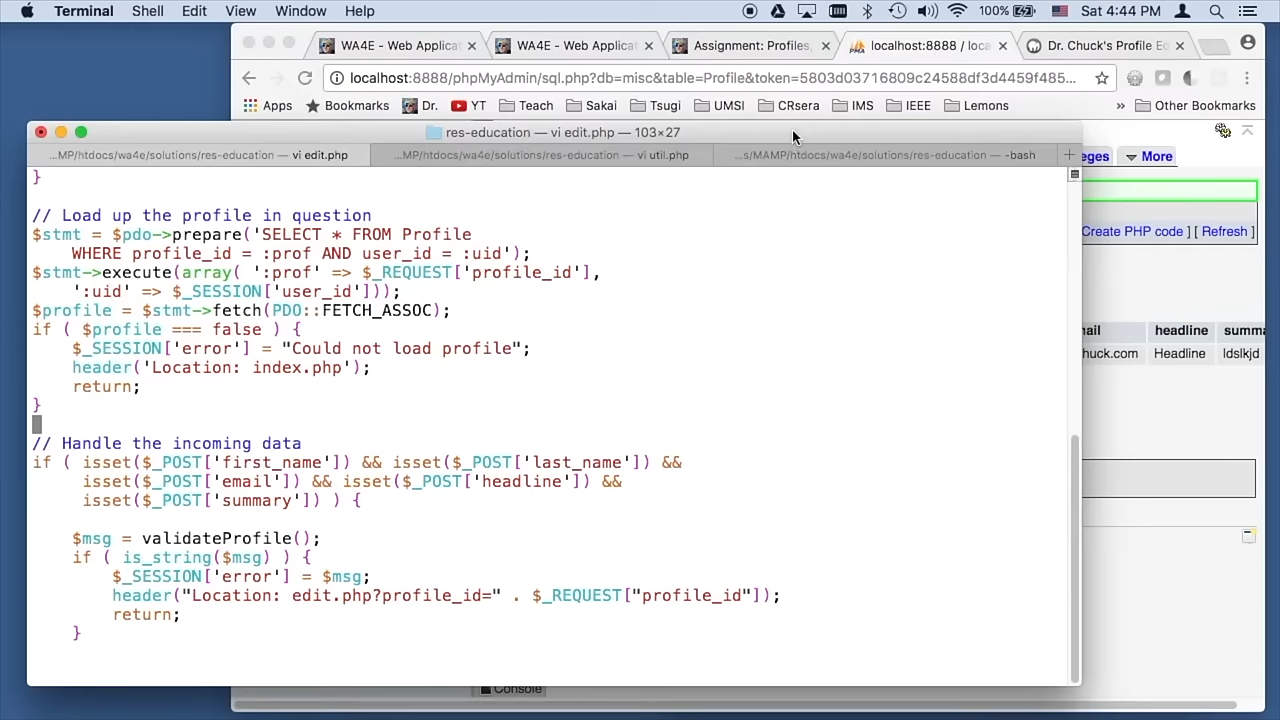 Terminal Shell Edit View Window Help 100% Sat 4:44 PM
WA4E - Web Applicat WA4E - Web Applicat Assignment: Profiles, localhost:8888 / loca Dr. Chuck's Profile Ed
localhost:8888/phpMyAdmin/sql.php?db=misc&table=Profile&token=5803d03716809c24588df3d4459f485...
Apps Bookmarks Dr. YT Teach Sakai Tsugi UMSI CRsera IMS IEEE Lemons » Other Bookmarks
res-education — vi edit.php — 103×27
...MP/htdocs/wa4e/solutions/res-education — vi edit.php ...MP/htdocs/wa4e/solutions/res-education — vi util.php ...s/MAMP/htdocs/wa4e/solutions/res-education — -bash +
eges More
Create PHP code ] [ Refresh ]
ail headline summa
huck.com Headline ldslkjd
}
// Load up the profile in question
$stmt = $pdo->prepare('SELECT * FROM Profile
WHERE profile_id = :prof AND user_id = :uid');
$stmt->execute(array( ':prof' => $_REQUEST['profile_id'],
':uid' => $_SESSION['user_id']));
$profile = $stmt->fetch(PDO::FETCH_ASSOC);
if ( $profile === false ) {
$_SESSION['error'] = "Could not load profile";
header('Location: index.php');
return;
}
// Handle the incoming data
if ( isset($_POST['first_name']) && isset($_POST['last_name']) &&
isset($_POST['email']) && isset($_POST['headline']) &&
isset($_POST['summary']) ) {
$msg = validateProfile();
if ( is_string($msg) ) {
$_SESSION['error'] = $msg;
header("Location: edit.php?profile_id=" . $_REQUEST["profile_id"]);
return;
}
Console